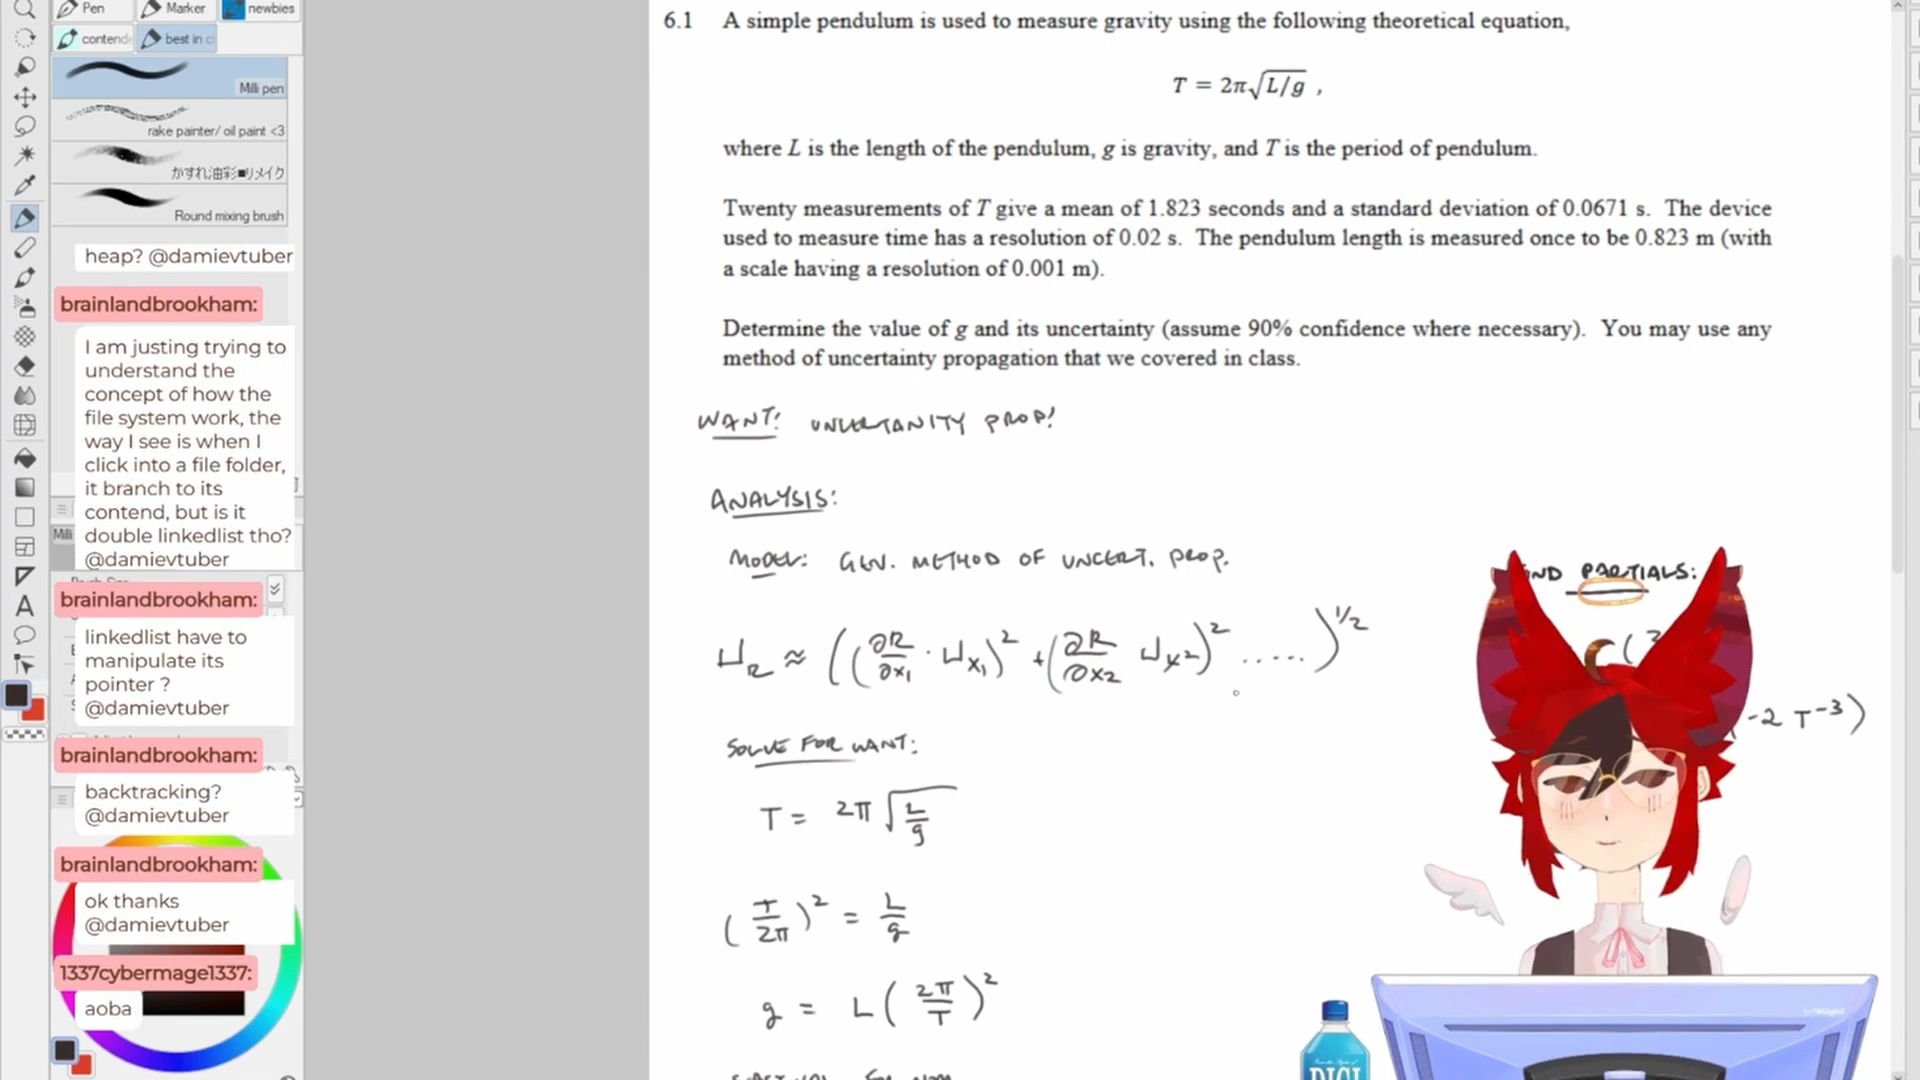 Pen
Marker
newbies
contend
best in c
Milli pen
rake painter/ oil paint <3
かすれ油彩■リメイク
Round mixing brush
heap? @damievtuber
brainlandbrookham:
I am justing trying to
understand the
concept of how the
file system work, the
way I see is when I
click into a file folder,
it branch to its
contend, but is it
double linkedlist tho?
@damievtuber
Milli
brainlandbrookham:
linkedlist have to
manipulate its
pointer ?
@damievtuber
brainlandbrookham:
backtracking?
@damievtuber
brainlandbrookham:
ok thanks
@damievtuber
1337cybermage1337:
aoba
6.1 A simple pendulum is used to measure gravity using the following theoretical equation,
T = 2π√L/g ,
where L is the length of the pendulum, g is gravity, and T is the period of pendulum.
Twenty measurements of T give a mean of 1.823 seconds and a standard deviation of 0.0671 s. The device
used to measure time has a resolution of 0.02 s. The pendulum length is measured once to be 0.823 m (with
a scale having a resolution of 0.001 m).
Determine the value of g and its uncertainty (assume 90% confidence where necessary). You may use any
method of uncertainty propagation that we covered in class.
WANT: UNCERTANITY PROP!
ANALYSIS:
MODEL: GEN. METHOD OF UNCERT. PROP.
U_R ≈ ((∂R/∂x₁ · U_x₁)² + (∂R/∂x₂ U_x₂)² .....)^1/2
SOLVE FOR WANT:
T = 2π √L/g
(T/2π)² = L/g
g = L(2π/T)²
FIND PARTIALS:
-2 T⁻³)
DIGI